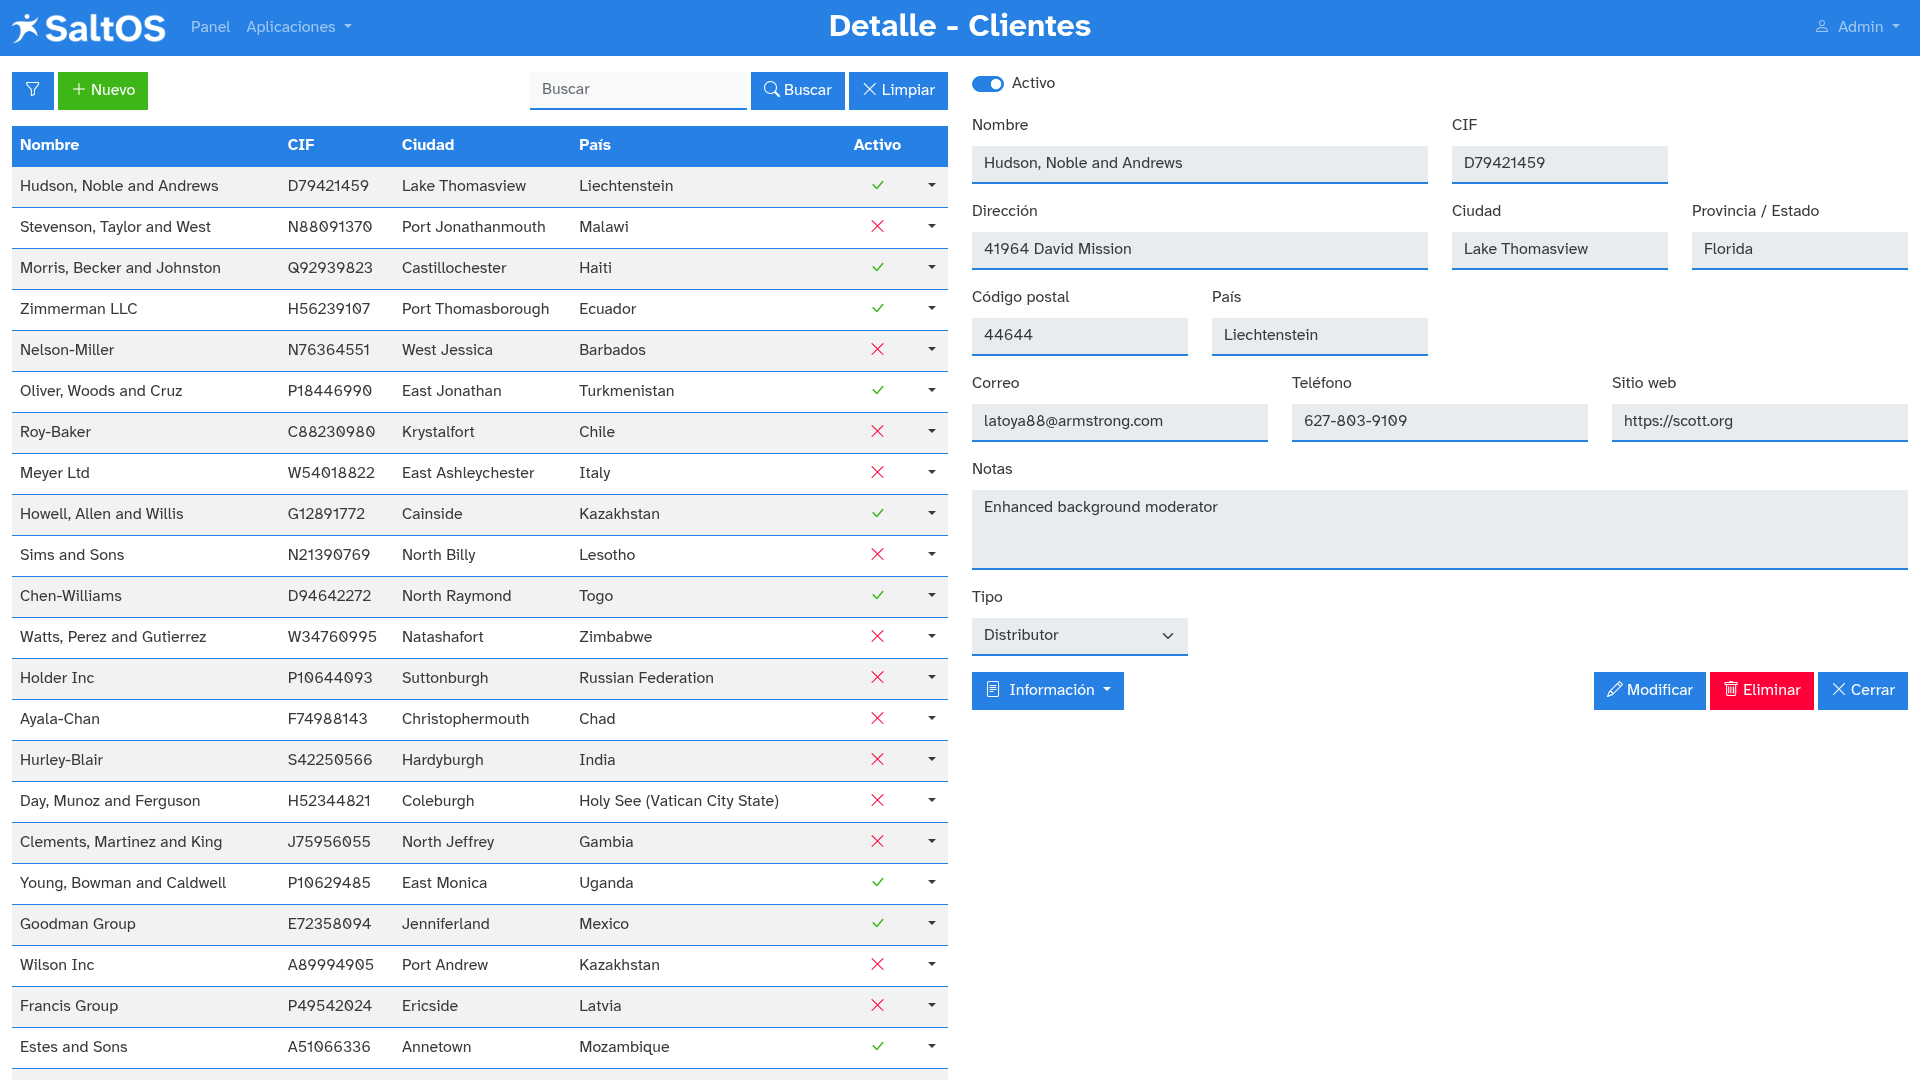 SaltOS Panel Aplicaciones Detalle - Clientes Admin
Nuevo Buscar Buscar Limpiar
Nombre CIF Ciudad País Activo
Hudson, Noble and Andrews D79421459 Lake Thomasview Liechtenstein
Stevenson, Taylor and West N88091370 Port Jonathanmouth Malawi
Morris, Becker and Johnston Q92939823 Castillochester Haiti
Zimmerman LLC H56239107 Port Thomasborough Ecuador
Nelson-Miller N76364551 West Jessica Barbados
Oliver, Woods and Cruz P18446990 East Jonathan Turkmenistan
Roy-Baker C88230980 Krystalfort Chile
Meyer Ltd W54018822 East Ashleychester Italy
Howell, Allen and Willis G12891772 Cainside Kazakhstan
Sims and Sons N21390769 North Billy Lesotho
Chen-Williams D94642272 North Raymond Togo
Watts, Perez and Gutierrez W34760995 Natashafort Zimbabwe
Holder Inc P10644093 Suttonburgh Russian Federation
Ayala-Chan F74988143 Christophermouth Chad
Hurley-Blair S42250566 Hardyburgh India
Day, Munoz and Ferguson H52344821 Coleburgh Holy See (Vatican City State)
Clements, Martinez and King J75956055 North Jeffrey Gambia
Young, Bowman and Caldwell P10629485 East Monica Uganda
Goodman Group E72358094 Jenniferland Mexico
Wilson Inc A89994905 Port Andrew Kazakhstan
Francis Group P49542024 Ericside Latvia
Estes and Sons A51066336 Annetown Mozambique
Activo
Nombre CIF
Hudson, Noble and Andrews D79421459
Dirección Ciudad Provincia / Estado
41964 David Mission Lake Thomasview Florida
Código postal País
44644 Liechtenstein
Correo Teléfono Sitio web
latoya88@armstrong.com 627-803-9109 https://scott.org
Notas
Enhanced background moderator
Tipo
Distributor
Información Modificar Eliminar Cerrar